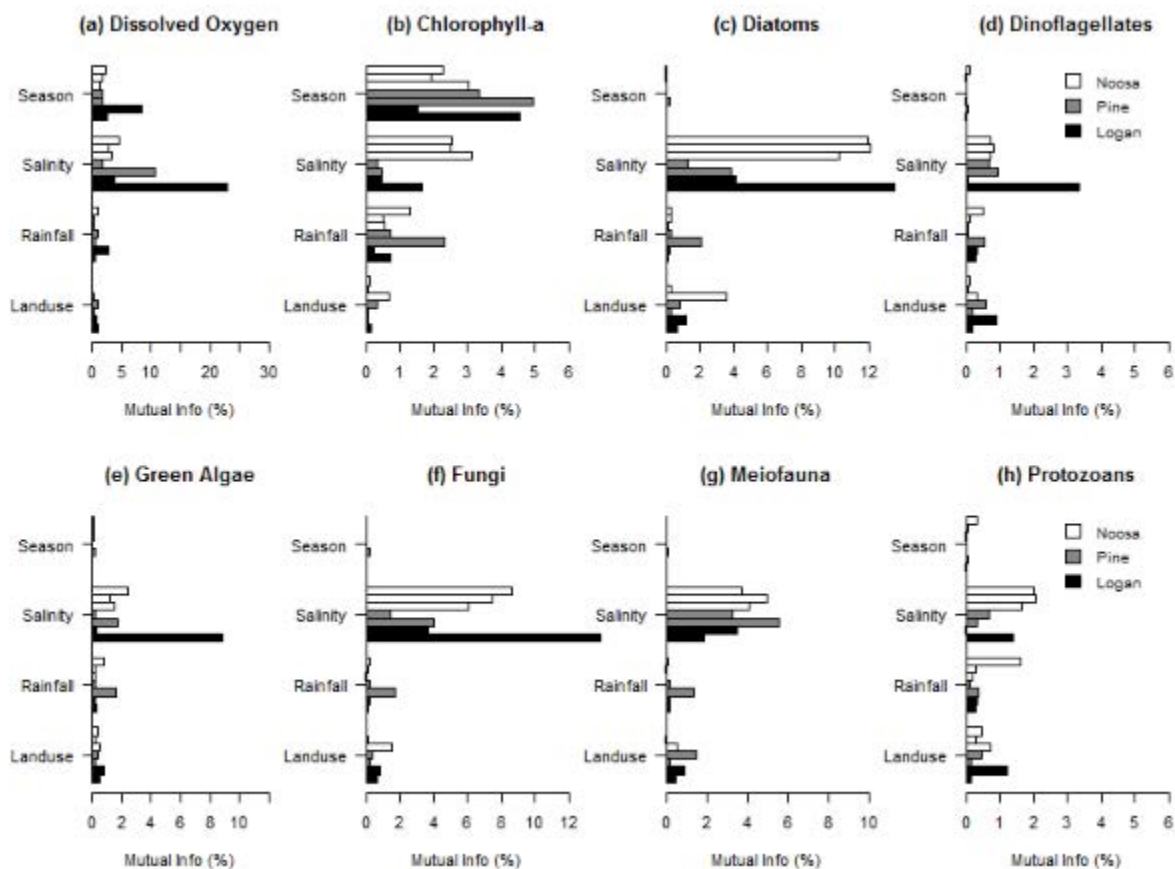 (a) Dissolved Oxygen
(b) Chlorophyll-a
(c) Diatoms
(d) Dinoflagellates
Season
Salinity
Rainfall
Landuse
0 5 10 20 30
Mutual Info (%)
Season
Salinity
Rainfall
Landuse
0 1 2 3 4 5 6
Mutual Info (%)
Season
Salinity
Rainfall
Landuse
0 2 4 6 8 12
Mutual Info (%)
Season
Salinity
Rainfall
Landuse
0 1 2 3 4 5 6
Mutual Info (%)
Noosa
Pine
Logan
(e) Green Algae
(f) Fungi
(g) Meiofauna
(h) Protozoans
Season
Salinity
Rainfall
Landuse
0 2 4 6 8 10
Mutual Info (%)
Season
Salinity
Rainfall
Landuse
0 2 4 6 8 12
Mutual Info (%)
Season
Salinity
Rainfall
Landuse
0 2 4 6 8 10
Mutual Info (%)
Season
Salinity
Rainfall
Landuse
0 1 2 3 4 5 6
Mutual Info (%)
Noosa
Pine
Logan